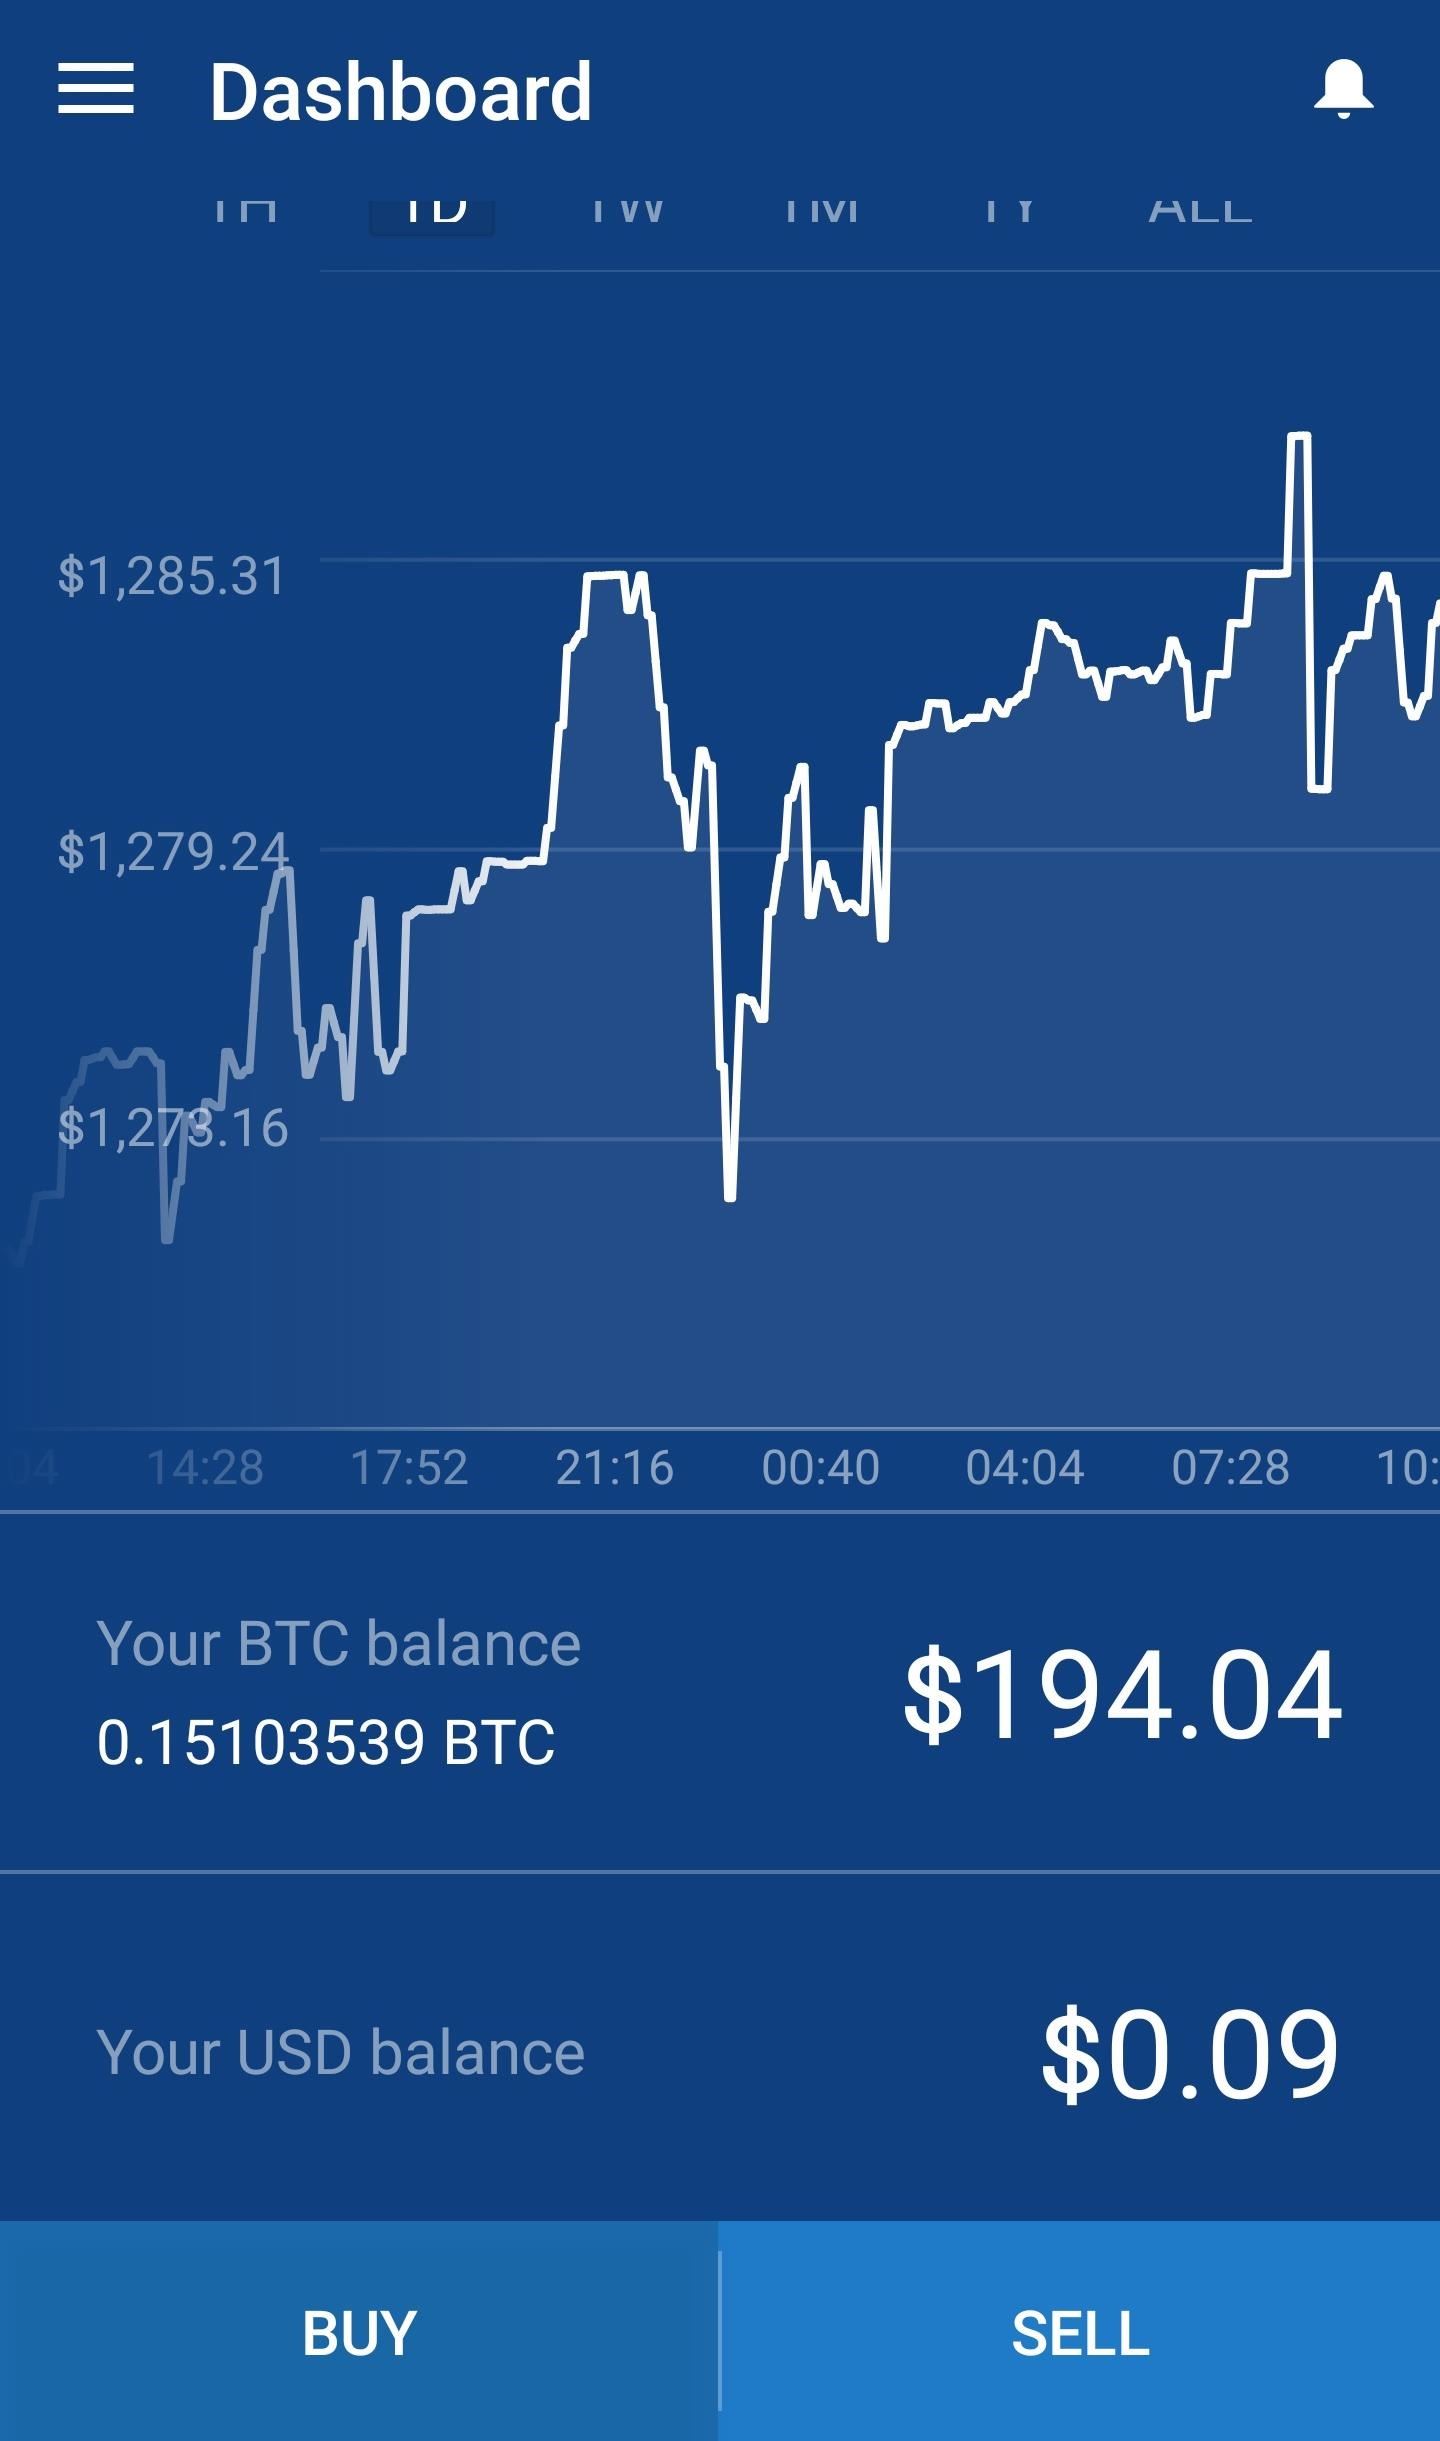 Dashboard
1H 1D 1W 1M 1Y ALL
$1,285.31
$1,279.24
$1,273.16
04 14:28 17:52 21:16 00:40 04:04 07:28 10:
Your BTC balance
0.15103539 BTC
$194.04
Your USD balance
$0.09
BUY
SELL